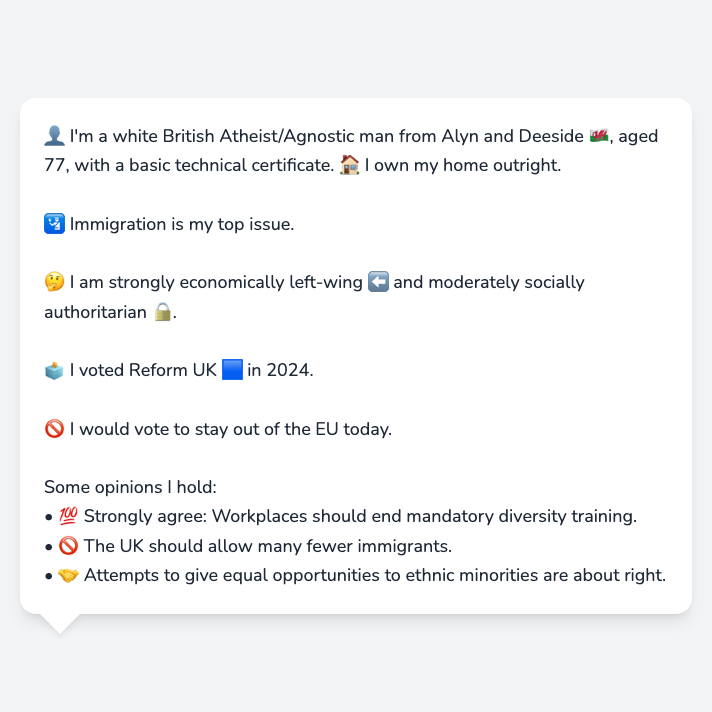 👤 I'm a white British Atheist/Agnostic man from Alyn and Deeside 🏴󠁧󠁢󠁷󠁬󠁳󠁿, aged
77, with a basic technical certificate. 🏠 I own my home outright.
🛂 Immigration is my top issue.
🤔 I am strongly economically left-wing ⬅️ and moderately socially
authoritarian 🔒.
🗳️ I voted Reform UK 🟦 in 2024.
🚫 I would vote to stay out of the EU today.
Some opinions I hold:
• 💯 Strongly agree: Workplaces should end mandatory diversity training.
• 🚫 The UK should allow many fewer immigrants.
• 🤝 Attempts to give equal opportunities to ethnic minorities are about right.